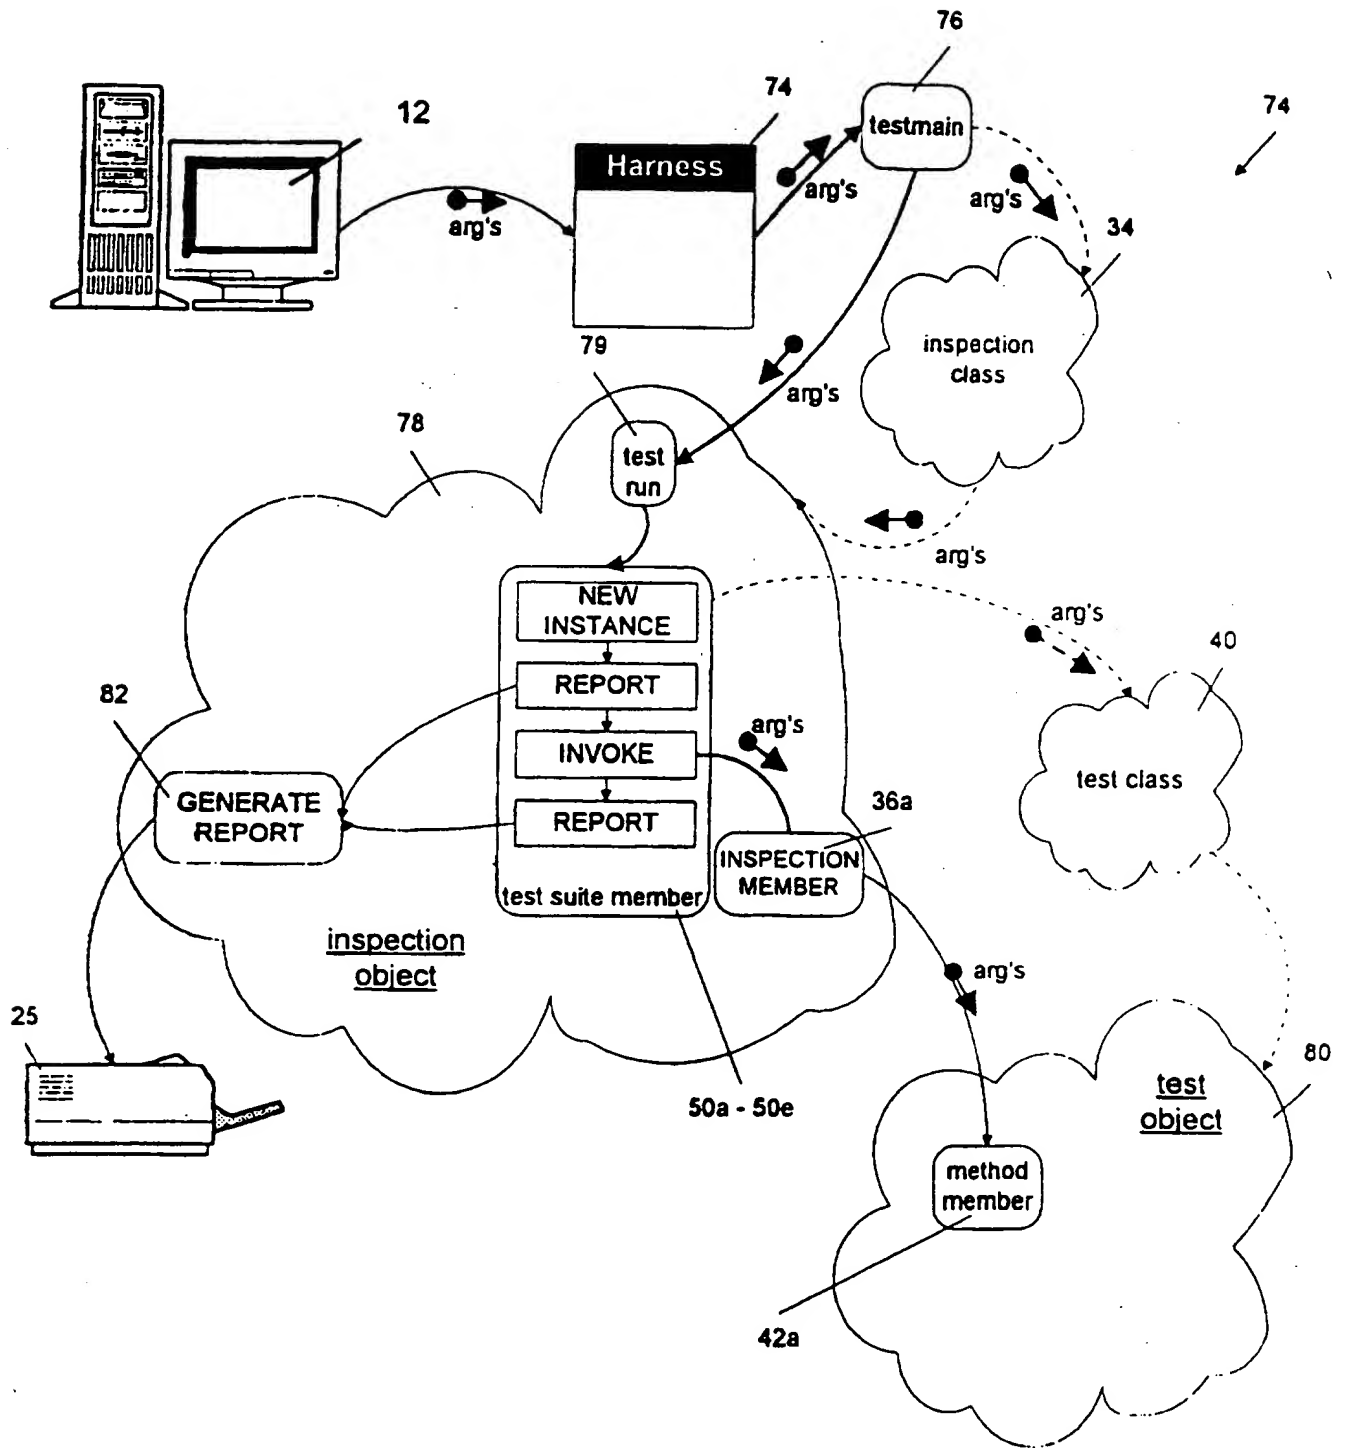 76
74
74
12
testmain
Harness
arg's
arg's
arg's
34
79
inspection
class
arg's
78
test
run
arg's
NEW
INSTANCE
arg's
40
REPORT
82
arg's
INVOKE
test class
GENERATE
REPORT
36a
REPORT
INSPECTION
MEMBER
test suite member
inspection
object
arg's
25
80
50a - 50e
test
object
method
member
42a